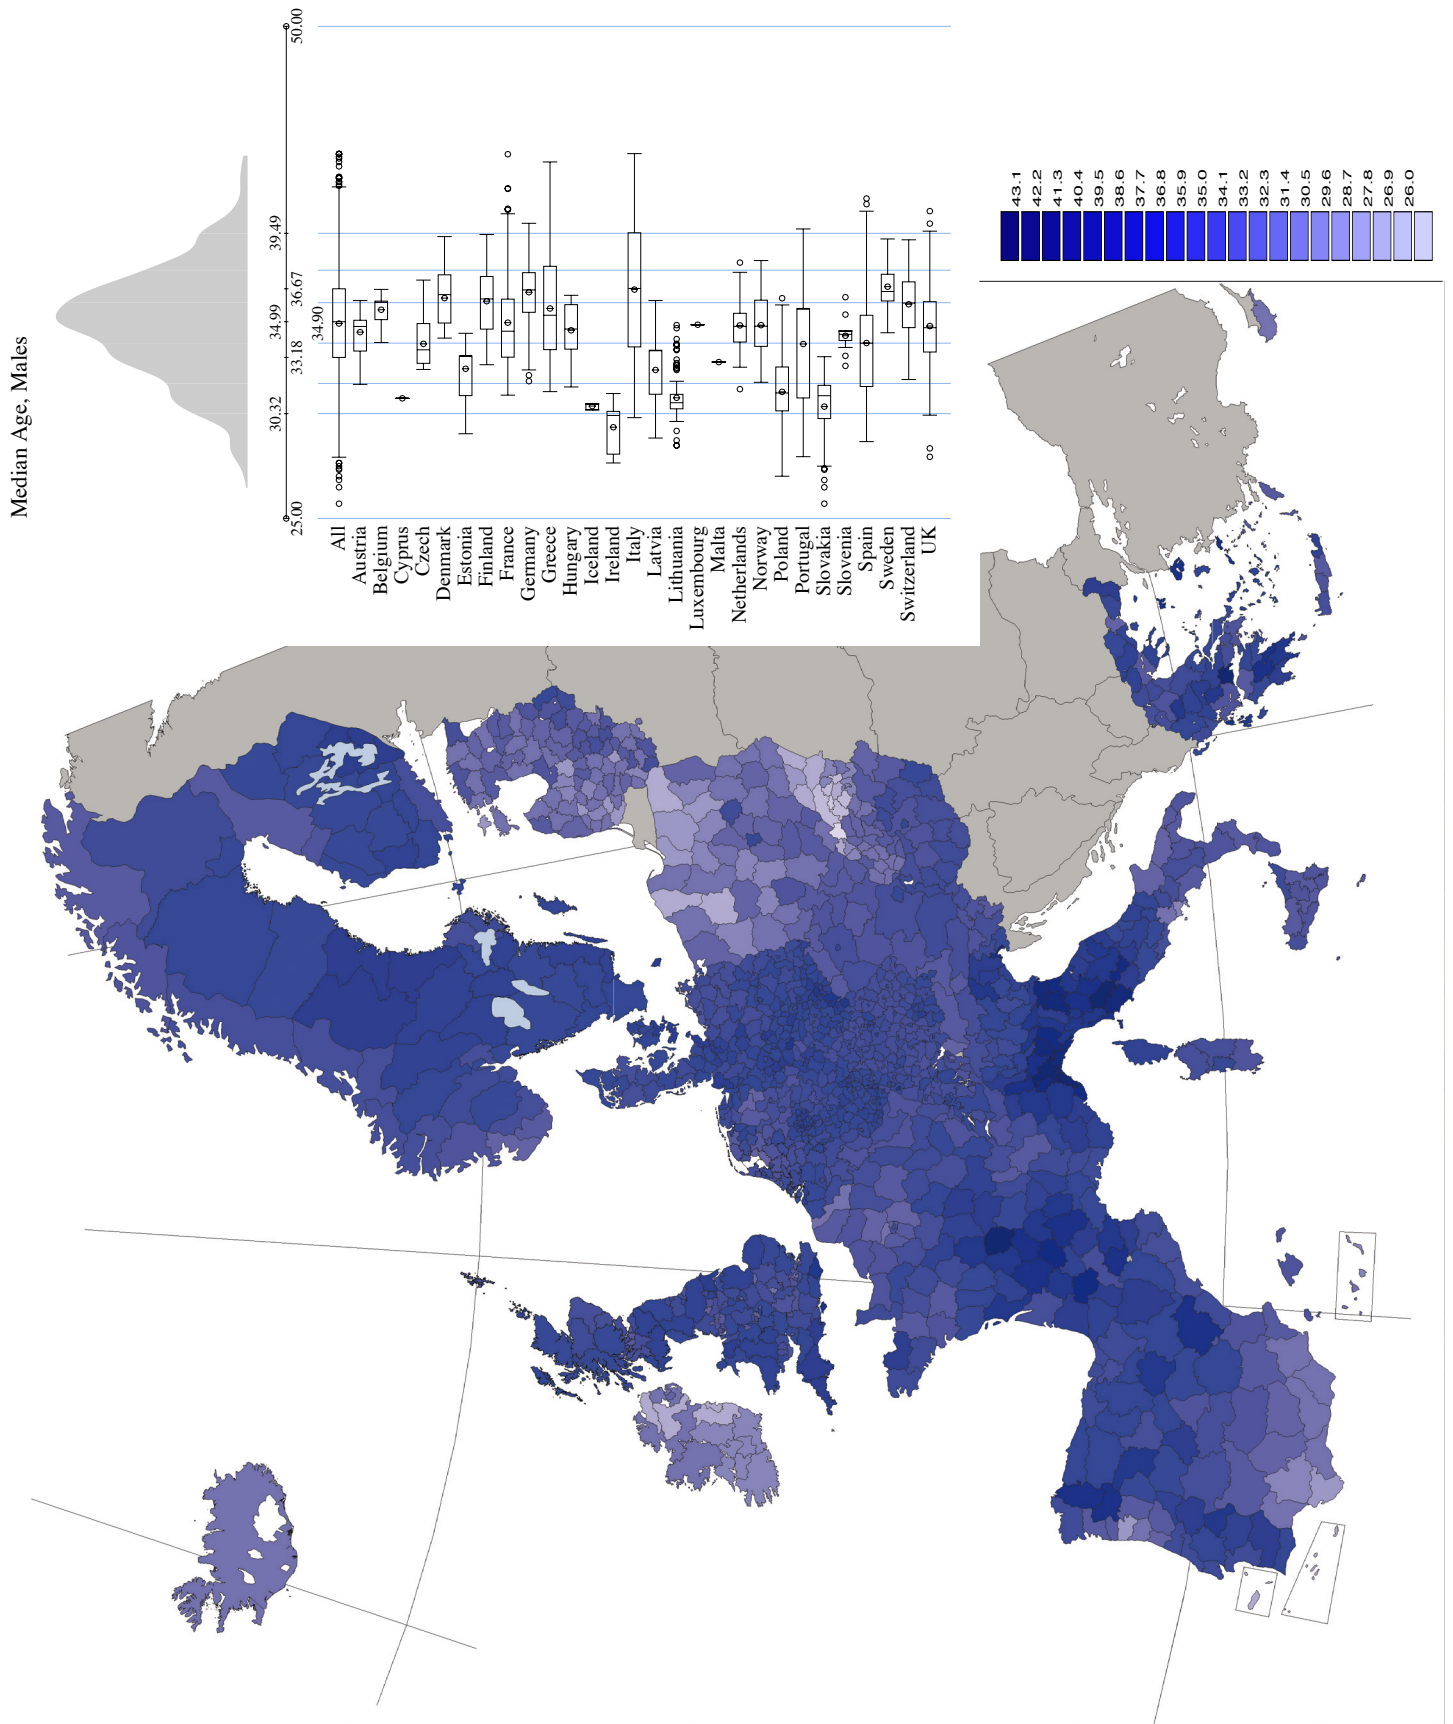 Median Age, Males
50.00
39.49
36.67
34.99
34.90
33.18
30.32
25.00
All
Austria
Belgium
Cyprus
Czech
Denmark
Estonia
Finland
France
Germany
Greece
Hungary
Iceland
Ireland
Italy
Latvia
Lithuania
Luxembourg
Malta
Netherlands
Norway
Poland
Portugal
Slovakia
Slovenia
Spain
Sweden
Switzerland
UK
43.1
42.2
41.3
40.4
39.5
38.6
37.7
36.8
35.9
35.0
34.1
33.2
32.3
31.4
30.5
29.6
28.7
27.8
26.9
26.0